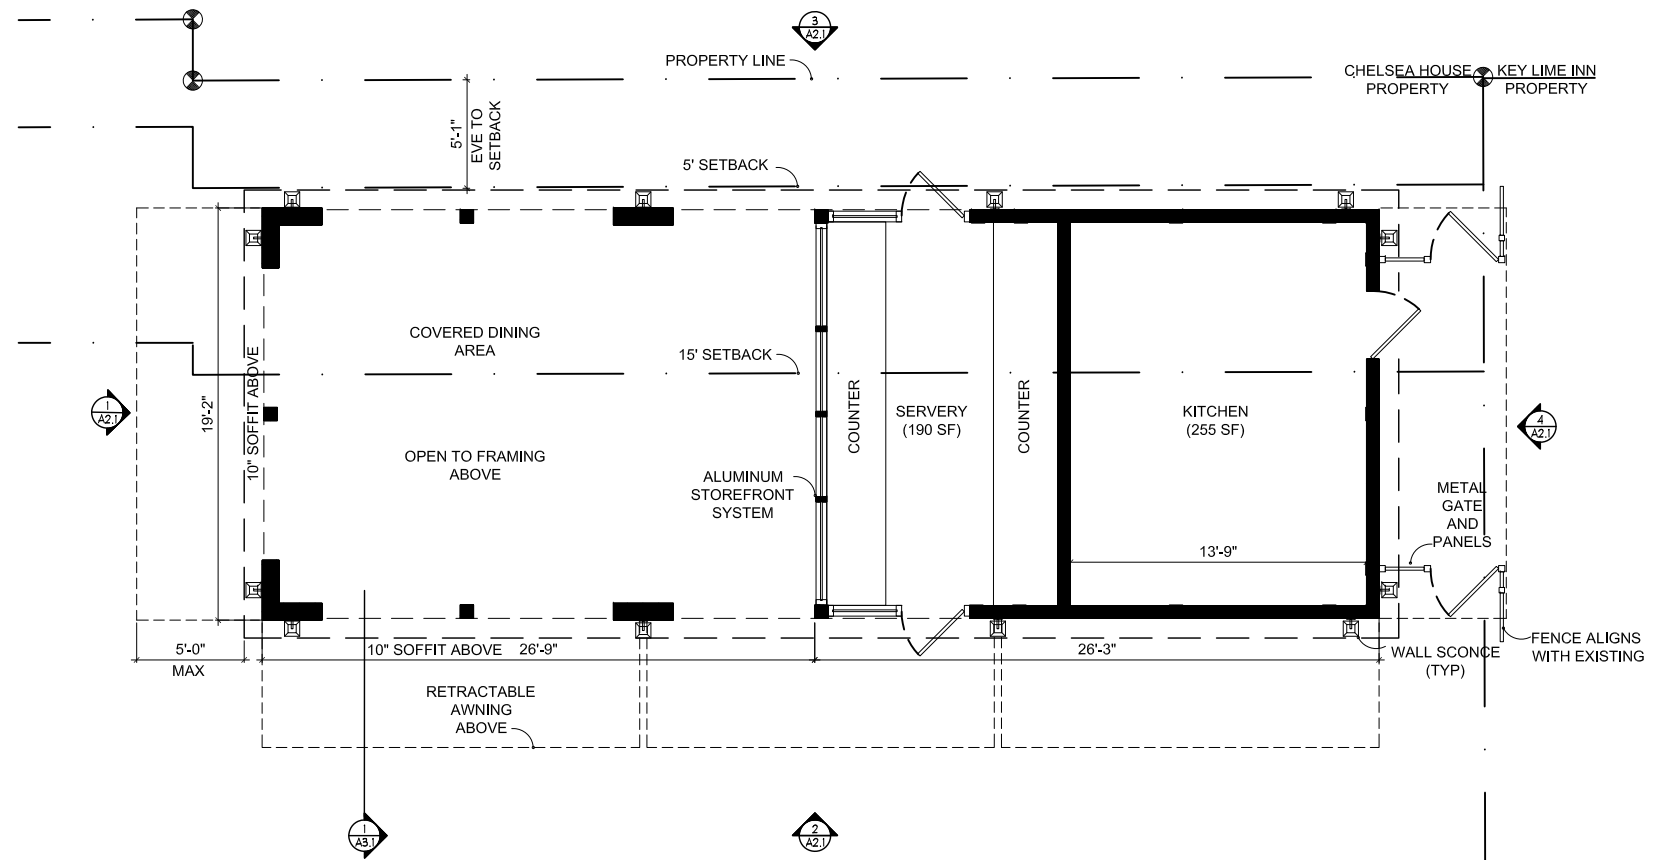 3
A2.1
PROPERTY LINE
CHELSEA HOUSE
PROPERTY
KEY LIME INN
PROPERTY
5'-1"
EVE TO
SETBACK
5' SETBACK
COVERED DINING
AREA
15' SETBACK
10" SOFFIT ABOVE
19'-2"
1
A2.1
COUNTER
SERVERY
(190 SF)
COUNTER
KITCHEN
(255 SF)
4
A2.1
OPEN TO FRAMING
ABOVE
ALUMINUM
STOREFRONT
SYSTEM
METAL
GATE
AND
PANELS
13'-9"
5'-0"
MAX
10" SOFFIT ABOVE
26'-9"
26'-3"
WALL SCONCE
(TYP)
FENCE ALIGNS
WITH EXISTING
RETRACTABLE
AWNING
ABOVE
1
A3.1
2
A2.1